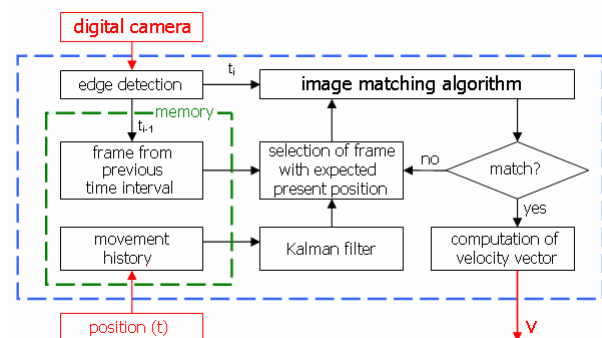 digital camera
edge detection
tᵢ
image matching algorithm
memory
tᵢ₋₁
frame from
previous
time interval
selection of frame
with expected
present position
no
match?
yes
movement
history
Kalman filter
computation of
velocity vector
position (t)
V